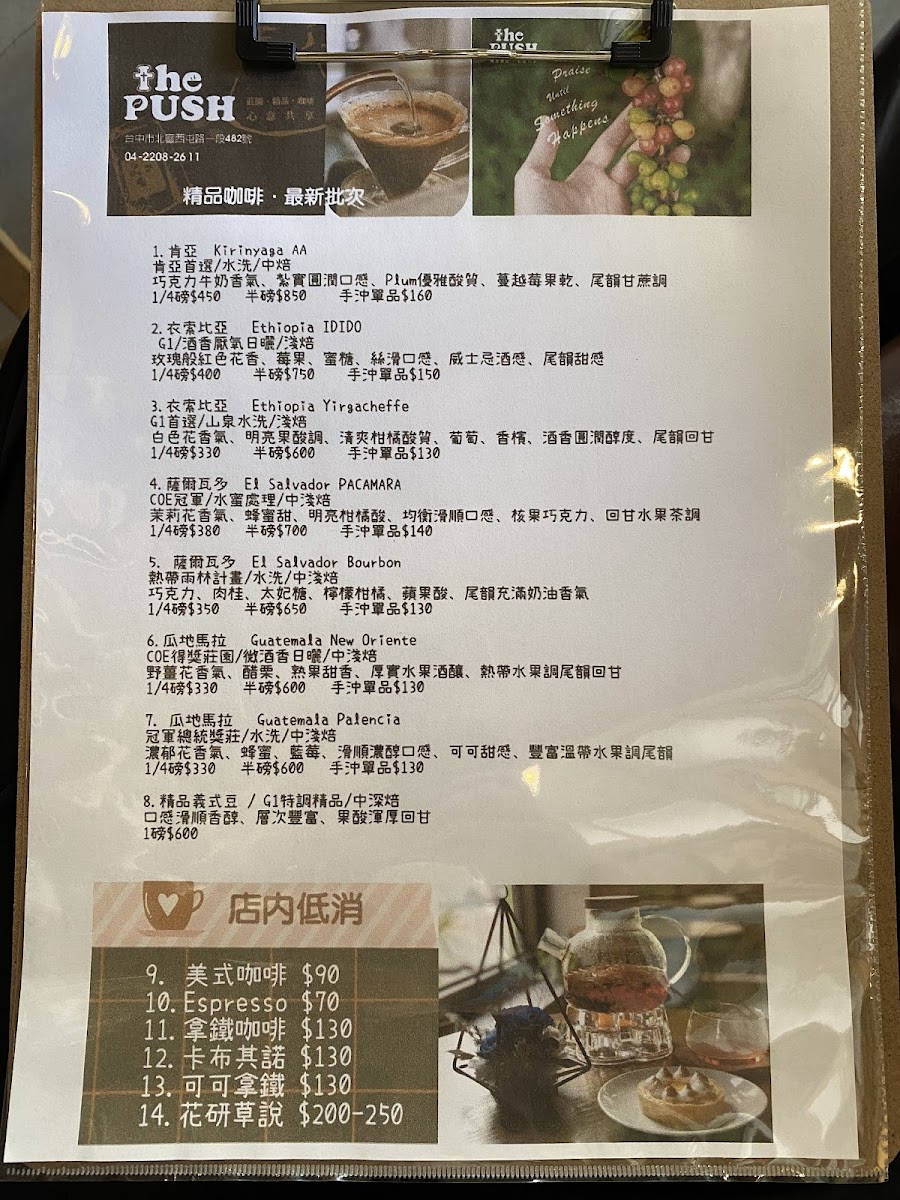 the
PUSH
莊園·精品·咖啡
心意共享
台中市北區西屯路一段482號
04-2208-2611
精品咖啡·最新批次
the
PUSH
Praise
Until
Something
Happens
1. 肯亞 Kirinyaga AA
肯亞首選/水洗/中焙
巧克力牛奶香氣、紮實圓潤口感、Plum優雅酸質、蔓越莓果乾、尾韻甘蔗調
1/4磅$450 半磅$850 手沖單品$160
2. 衣索比亞 Ethiopia IDIDO
G1/酒香厭氧日曬/淺焙
玫瑰般紅色花香、莓果、蜜糖、絲滑口感、威士忌酒感、尾韻甜感
1/4磅$400 半磅$750 手沖單品$150
3. 衣索比亞 Ethiopia Yirgacheffe
G1首選/山泉水洗/淺焙
白色花香氣、明亮果酸調、清爽柑橘酸質、葡萄、香檳、酒香圓潤醇度、尾韻回甘
1/4磅$330 半磅$600 手沖單品$130
4. 薩爾瓦多 El Salvador PACAMARA
COE冠軍/水蜜處理/中淺焙
茉莉花香氣、蜂蜜甜、明亮柑橘酸、均衡滑順口感、核果巧克力、回甘水果茶調
1/4磅$380 半磅$700 手沖單品$140
5. 薩爾瓦多 El Salvador Bourbon
熱帶雨林計畫/水洗/中淺焙
巧克力、肉桂、太妃糖、檸檬柑橘、蘋果酸、尾韻充滿奶油香氣
1/4磅$350 半磅$650 手沖單品$130
6. 瓜地馬拉 Guatemala New Oriente
COE得獎莊園/微酒香日曬/中淺焙
野薑花香氣、醋栗、熟果甜香、厚實水果酒釀、熱帶水果調尾韻回甘
1/4磅$330 半磅$600 手沖單品$130
7. 瓜地馬拉 Guatemala Palencia
冠軍總統獎莊/水洗/中淺焙
濃郁花香氣、蜂蜜、藍莓、滑順濃醇口感、可可甜感、豐富溫帶水果調尾韻
1/4磅$330 半磅$600 手沖單品$130
8. 精品義式豆 / G1特調精品/中深焙
口感滑順香醇、層次豐富、果酸渾厚回甘
1磅$600
店內低消
9. 美式咖啡 $90
10. Espresso $70
11. 拿鐵咖啡 $130
12. 卡布其諾 $130
13. 可可拿鐵 $130
14. 花研草說 $200-250